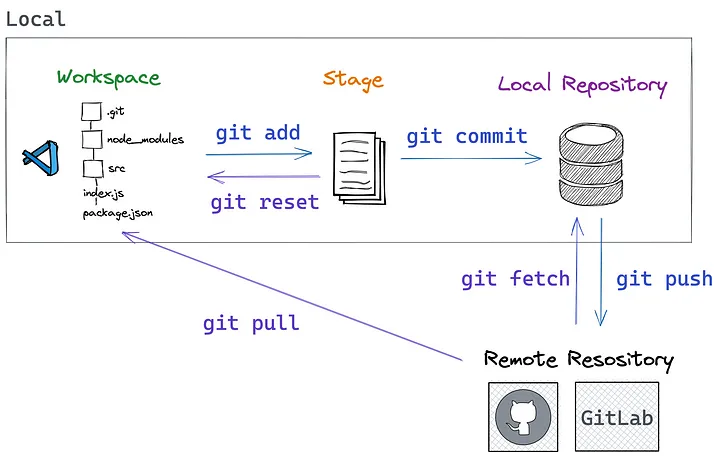 Local
Workspace
Stage
Local Repository
.git
node_modules
src
index.js
package.json
git add
git commit
git reset
git fetch
git push
git pull
Remote Resository
GitLab